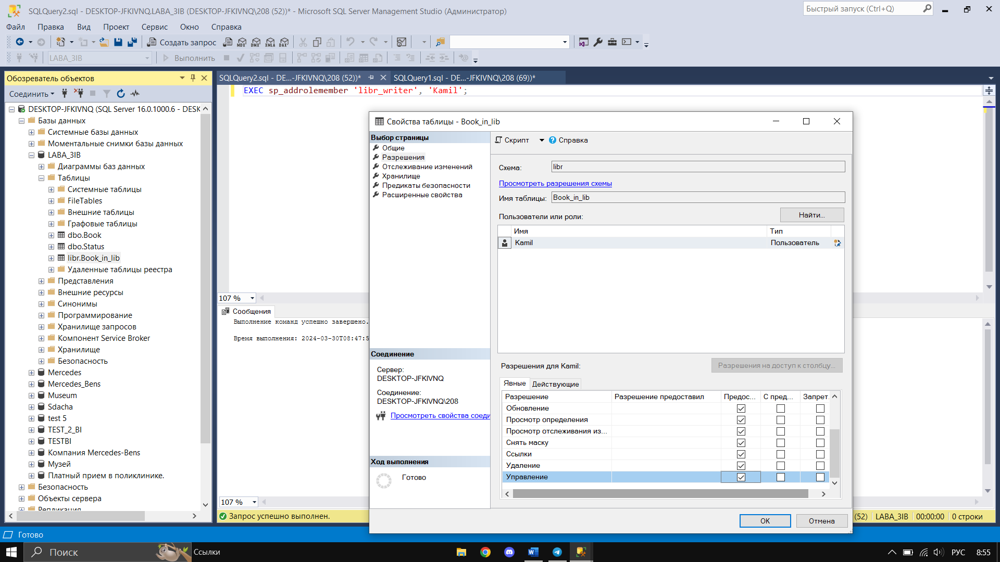 SQLQuery2.sql - DESKTOP-JFKIVNQ.LABA_3IB (DESKTOP-JFKIVNQ\208 (52))* - Microsoft SQL Server Management Studio (Администратор)
Быстрый запуск (Ctrl+Q)
Файл Правка Вид Проект Сервис Окно Справка
Создать запрос
MDX DMX XMLA DAX
LABA_3IB
Выполнить
Обозреватель объектов
Соединить
DESKTOP-JFKIVNQ (SQL Server 16.0.1000.6 - DESK
Базы данных
Системные базы данных
Моментальные снимки базы данных
LABA_3IB
Диаграммы баз данных
Таблицы
Системные таблицы
FileTables
Внешние таблицы
Графовые таблицы
dbo.Book
dbo.Status
libr.Book_in_lib
Удаленные таблицы реестра
Представления
Внешние ресурсы
Синонимы
Программирование
Хранилище запросов
Компонент Service Broker
Хранилище
Безопасность
Mercedes
Mercedes_Bens
Museum
Sdacha
test 5
TEST_2_BI
TESTBI
Компания Mercedes-Bens
Музей
Платный прием в поликлинике.
Безопасность
Объекты сервера
Репликация
SQLQuery2.sql - DE...-JFKIVNQ\208 (52))*
SQLQuery1.sql - DE...-JFKIVNQ\208 (69))*
EXEC sp_addrolemember 'libr_writer', 'Kamil';
107 %
Сообщения
Выполнение команд успешно завершено.
Время выполнения: 2024-03-30T08:47:5
107 %
Запрос успешно выполнен.
(52) LABA_3IB 00:00:00 0 строки
Свойства таблицы - Book_in_lib
Выбор страницы
Общие
Разрешения
Отслеживание изменений
Хранилище
Предикаты безопасности
Расширенные свойства
Соединение
Сервер:
DESKTOP-JFKIVNQ
Соединение:
DESKTOP-JFKIVNQ\208
Просмотреть свойства соеди
Ход выполнения
Готово
Скрипт
Справка
Схема:
libr
Просмотреть разрешения схемы
Имя таблицы:
Book_in_lib
Пользователи или роли:
Найти...
Имя Тип
Kamil Пользователь
Разрешения для Kamil:
Разрешения на доступ к столбцу...
Явные
Действующие
Разрешение Разрешение предоставил Предос... С пред... Запрет.
Обновление
Просмотр определения
Просмотр отслеживания из...
Снять маску
Ссылки
Удаление
Управление
OK
Отмена
Готово
Поиск
Ссылки
РУС
8:55